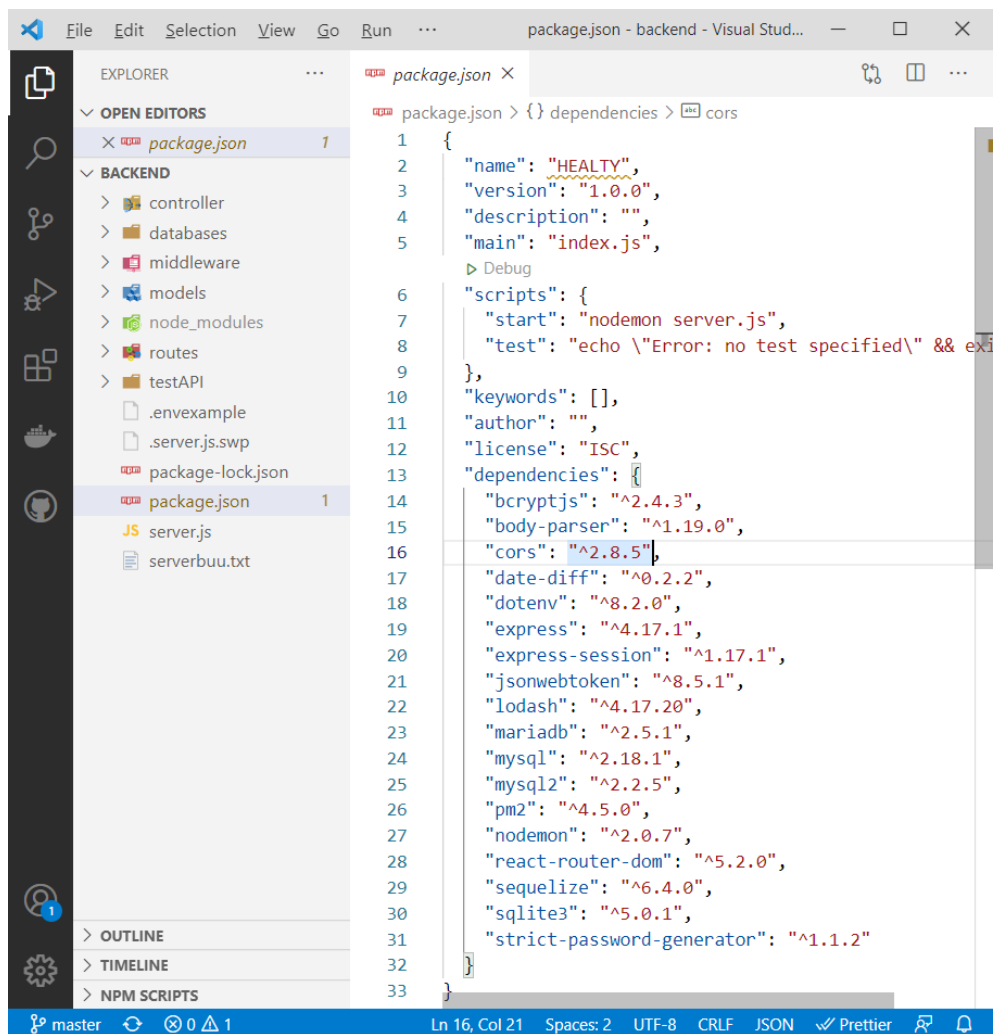 File Edit Selection View Go Run ··· package.json - backend - Visual Stud...
EXPLORER ···
OPEN EDITORS
package.json 1
BACKEND
controller
databases
middleware
models
node_modules
routes
testAPI
.envexample
.server.js.swp
package-lock.json
package.json 1
JS server.js
serverbuu.txt
OUTLINE
TIMELINE
NPM SCRIPTS
package.json
package.json > {} dependencies > abc cors
1 {
2 "name": "HEALTY",
3 "version": "1.0.0",
4 "description": "",
5 "main": "index.js",
Debug
6 "scripts": {
7 "start": "nodemon server.js",
8 "test": "echo \"Error: no test specified\" && exi
9 },
10 "keywords": [],
11 "author": "",
12 "license": "ISC",
13 "dependencies": {
14 "bcryptjs": "^2.4.3",
15 "body-parser": "^1.19.0",
16 "cors": "^2.8.5",
17 "date-diff": "^0.2.2",
18 "dotenv": "^8.2.0",
19 "express": "^4.17.1",
20 "express-session": "^1.17.1",
21 "jsonwebtoken": "^8.5.1",
22 "lodash": "^4.17.20",
23 "mariadb": "^2.5.1",
24 "mysql": "^2.18.1",
25 "mysql2": "^2.2.5",
26 "pm2": "^4.5.0",
27 "nodemon": "^2.0.7",
28 "react-router-dom": "^5.2.0",
29 "sequelize": "^6.4.0",
30 "sqlite3": "^5.0.1",
31 "strict-password-generator": "^1.1.2"
32 }
33 }
1
master 0 1 Ln 16, Col 21 Spaces: 2 UTF-8 CRLF JSON Prettier